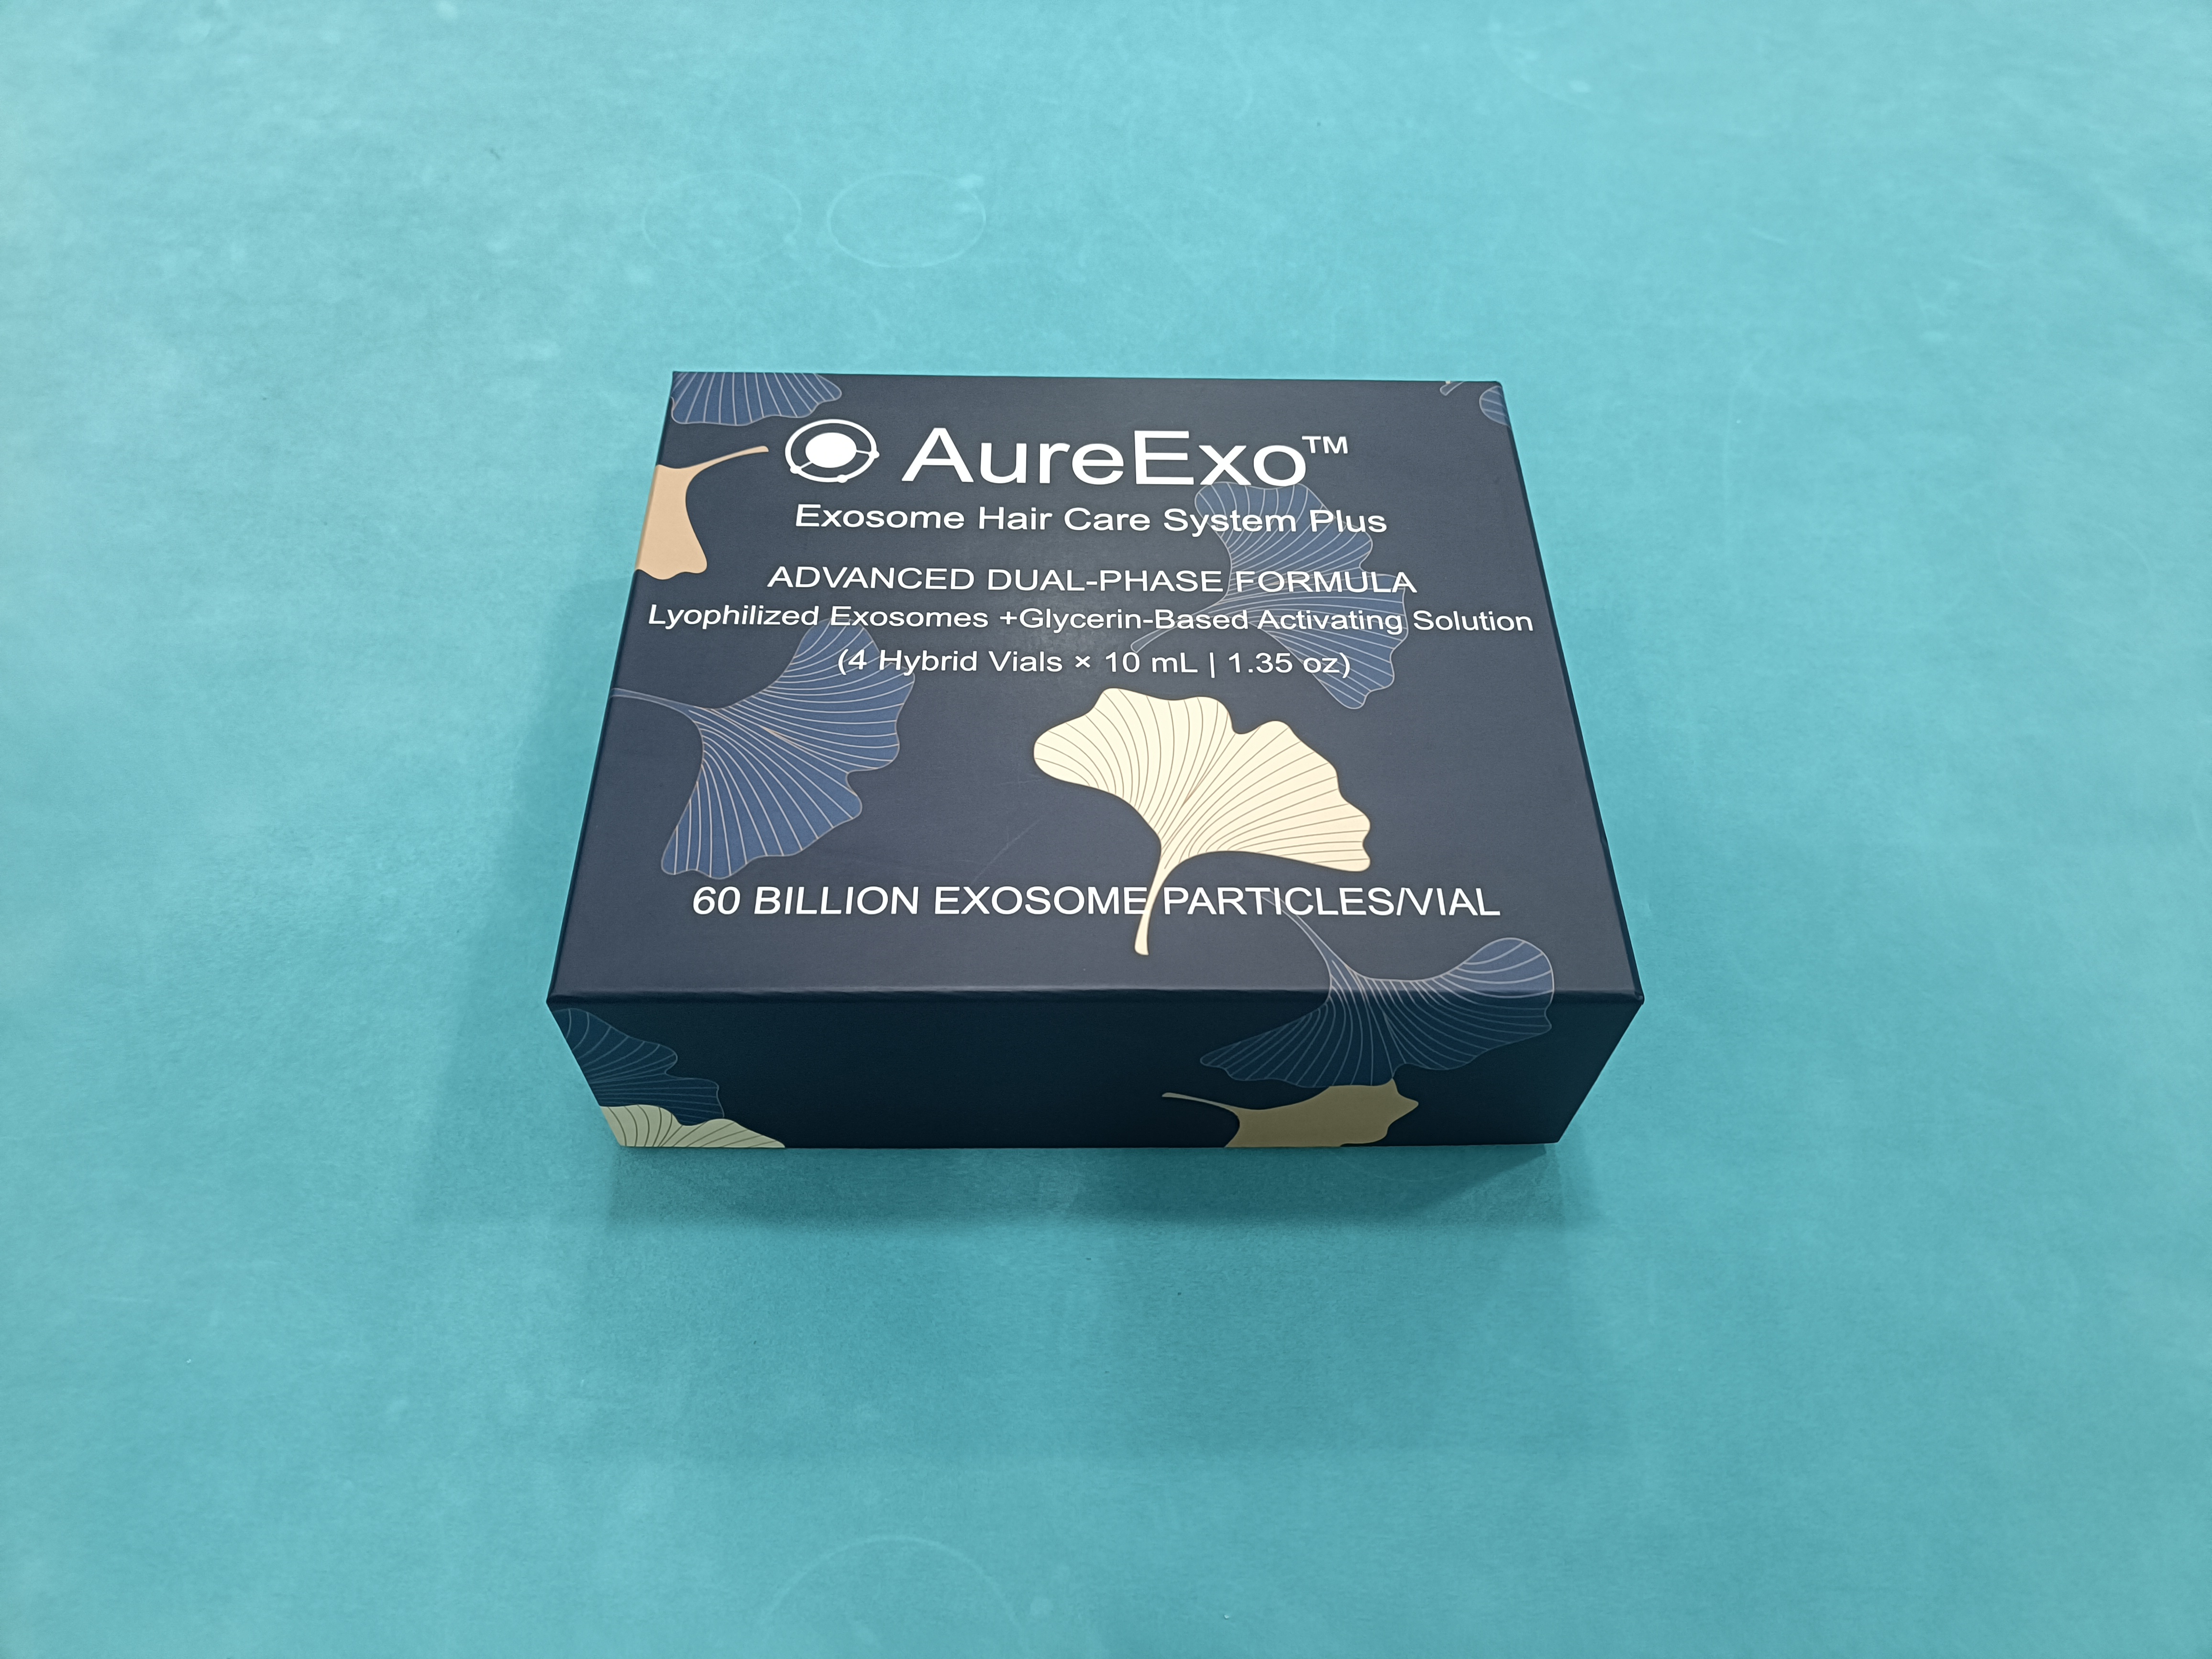 AureExo™
Exosome Hair Care System Plus
ADVANCED DUAL-PHASE FORMULA
Lyophilized Exosomes +Glycerin-Based Activating Solution
(4 Hybrid Vials × 10 mL | 1.35 oz)
60 BILLION EXOSOME PARTICLES/VIAL